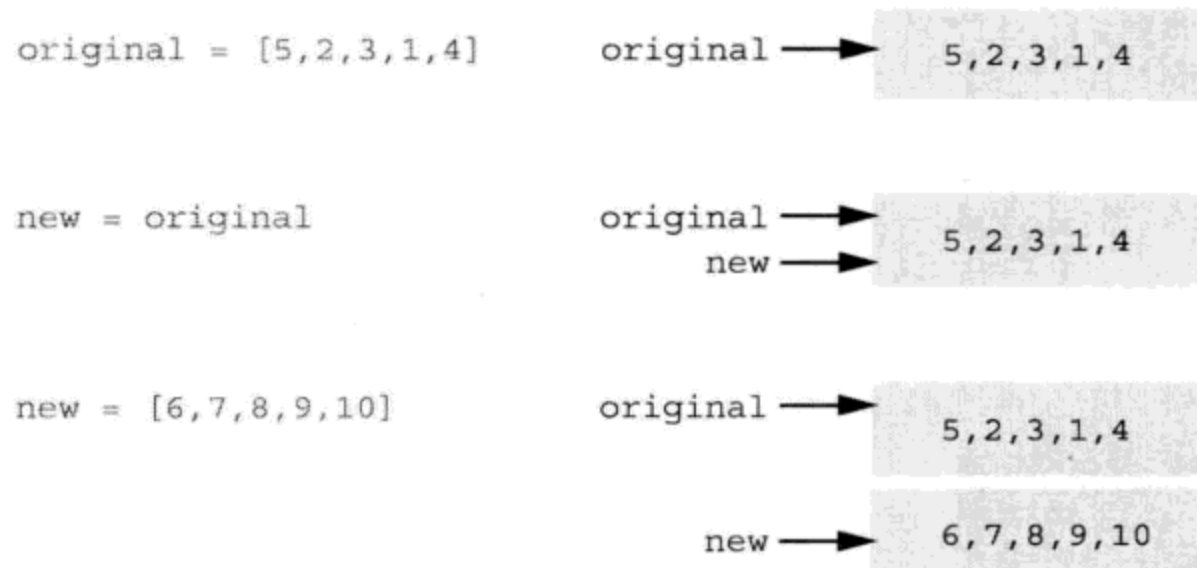 original = [5,2,3,1,4]
original
5,2,3,1,4
new = original
original
new
5,2,3,1,4
new = [6,7,8,9,10]
original
5,2,3,1,4
new
6,7,8,9,10